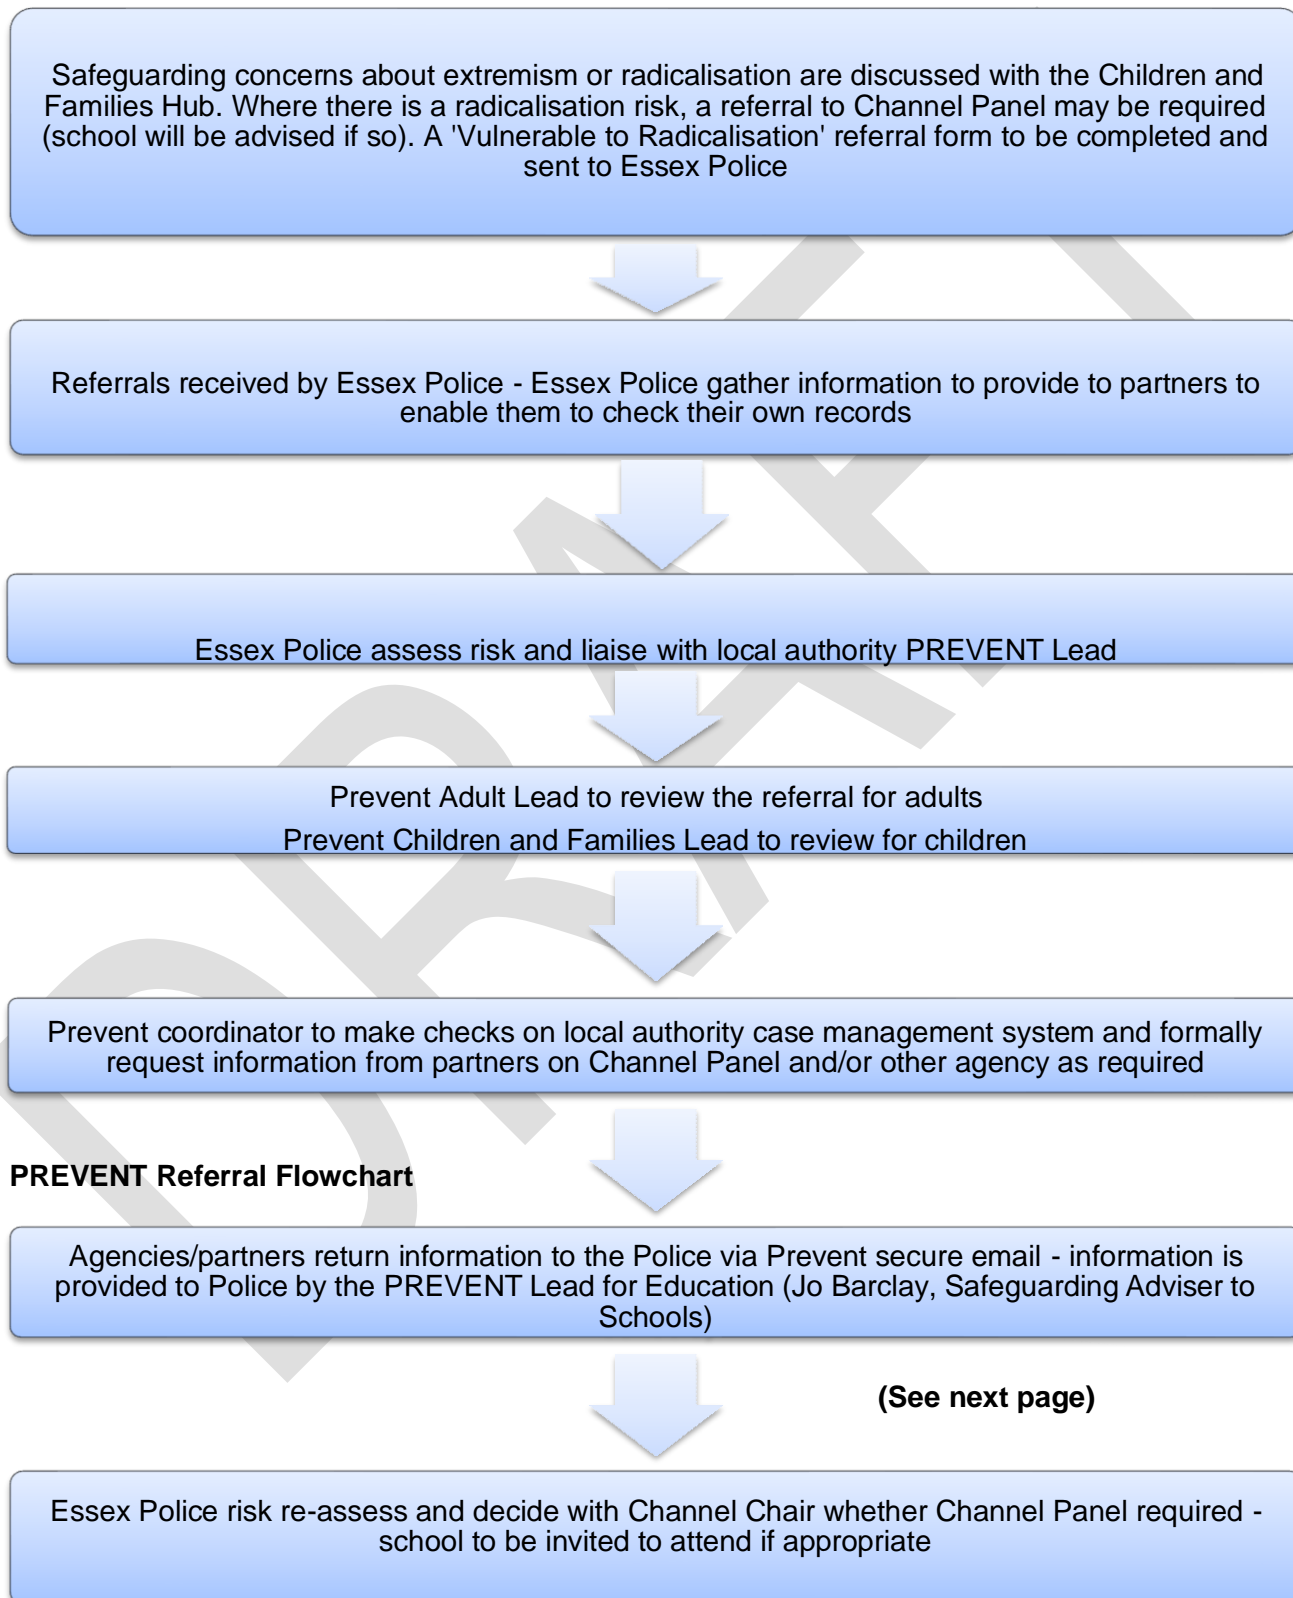 Safeguarding concerns about extremism or radicalisation are discussed with the Children and
Families Hub. Where there is a radicalisation risk, a referral to Channel Panel may be required
(school will be advised if so). A 'Vulnerable to Radicalisation' referral form to be completed and
sent to Essex Police
Referrals received by Essex Police - Essex Police gather information to provide to partners to
enable them to check their own records
Essex Police assess risk and liaise with local authority PREVENT Lead
Prevent Adult Lead to review the referral for adults
Prevent Children and Families Lead to review for children
Prevent coordinator to make checks on local authority case management system and formally
request information from partners on Channel Panel and/or other agency as required
PREVENT Referral Flowchart
Agencies/partners return information to the Police via Prevent secure email - information is
provided to Police by the PREVENT Lead for Education (Jo Barclay, Safeguarding Adviser to
Schools)
(See next page)
Essex Police risk re-assess and decide with Channel Chair whether Channel Panel required -
school to be invited to attend if appropriate
DRAFT